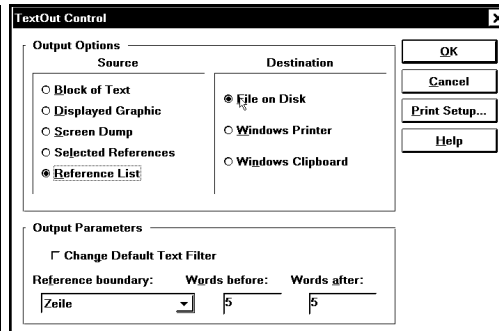 TextOut Control
Output Options
Source
Destination
Block of Text
Displayed Graphic
Screen Dump
Selected References
Reference List
File on Disk
Windows Printer
Windows Clipboard
OK
Cancel
Print Setup...
Help
Output Parameters
Change Default Text Filter
Reference boundary: Words before: Words after:
Zeile 5 5